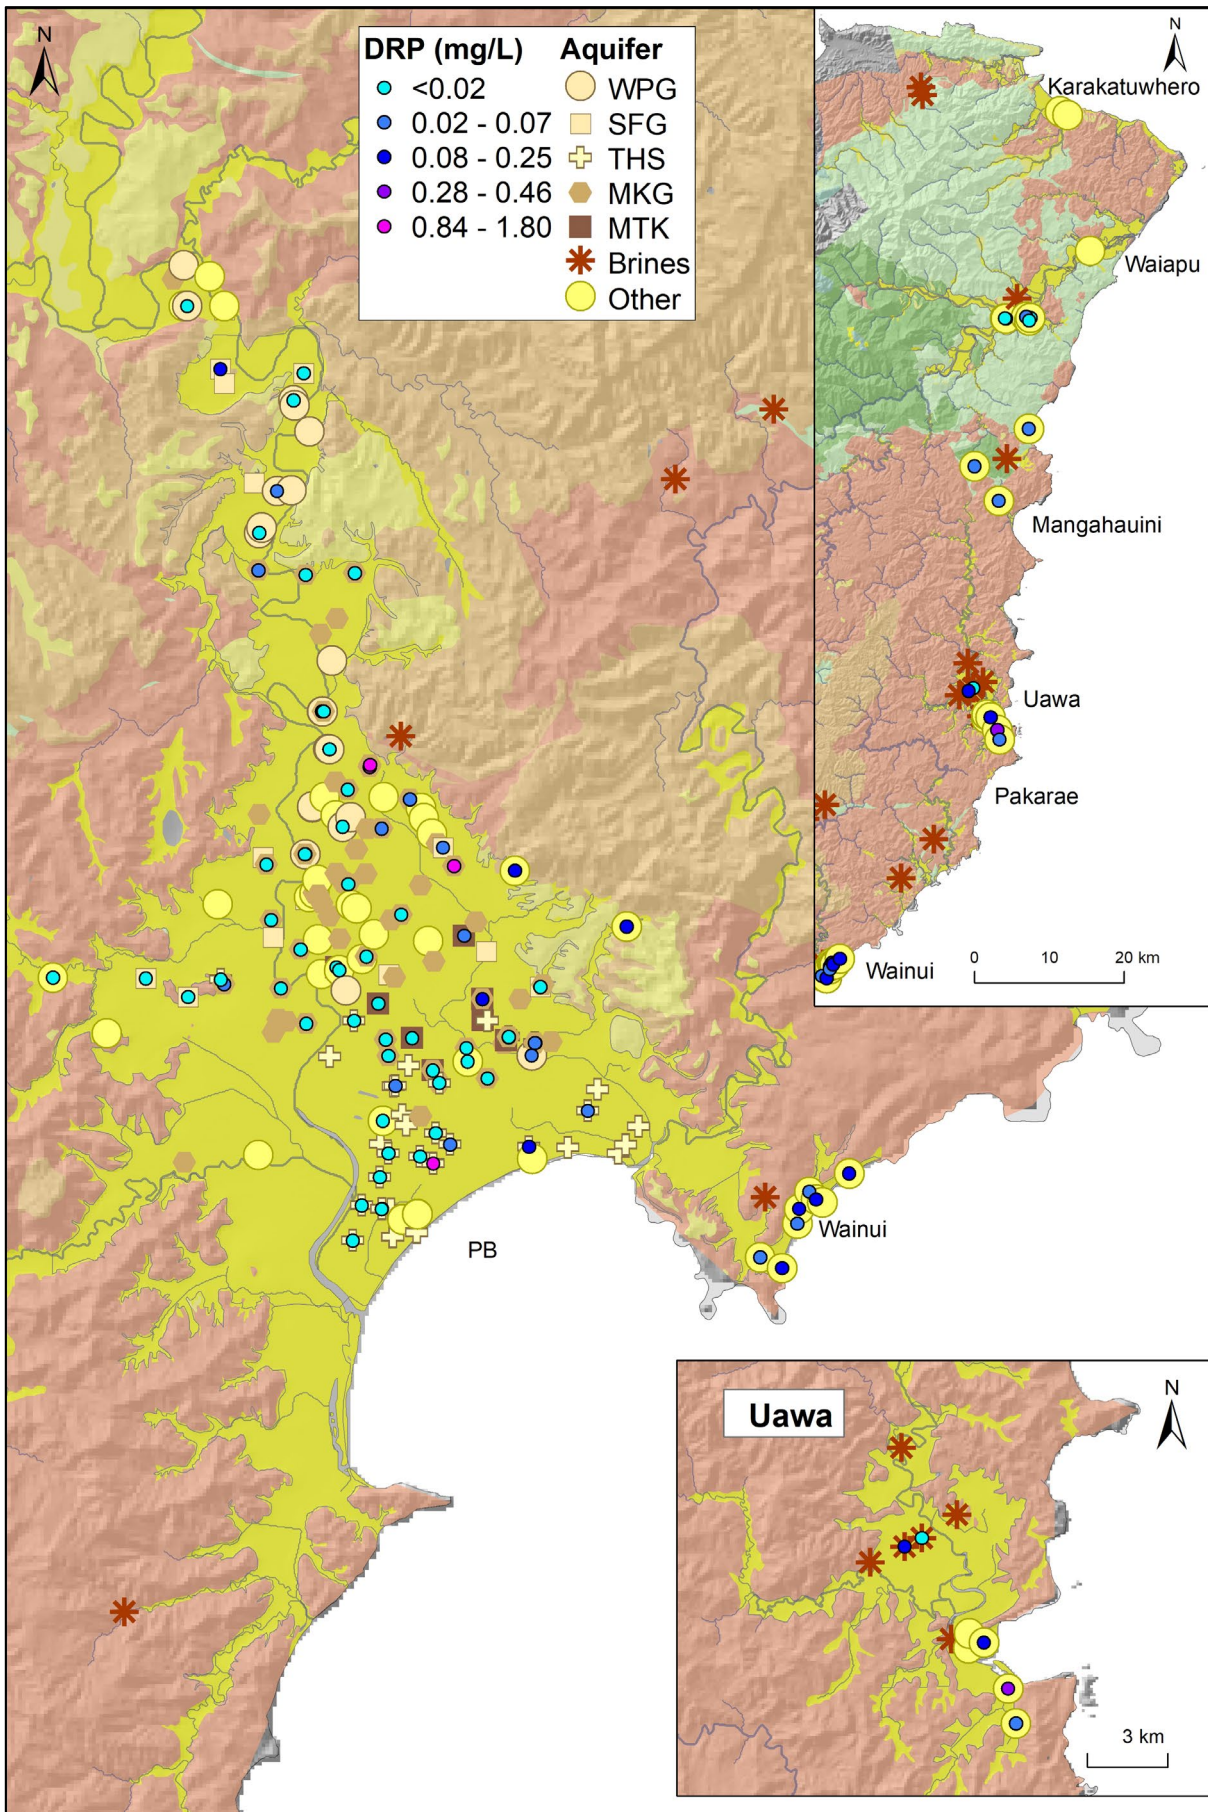 N
DRP (mg/L)
<0.02
0.02 - 0.07
0.08 - 0.25
0.28 - 0.46
0.84 - 1.80
Aquifer
WPG
SFG
THS
MKG
MTK
Brines
Other
N
Karakatuwhero
Waiapu
Mangahauini
Uawa
Pakarae
Wainui
0 10 20 km
Wainui
PB
Uawa
N
3 km